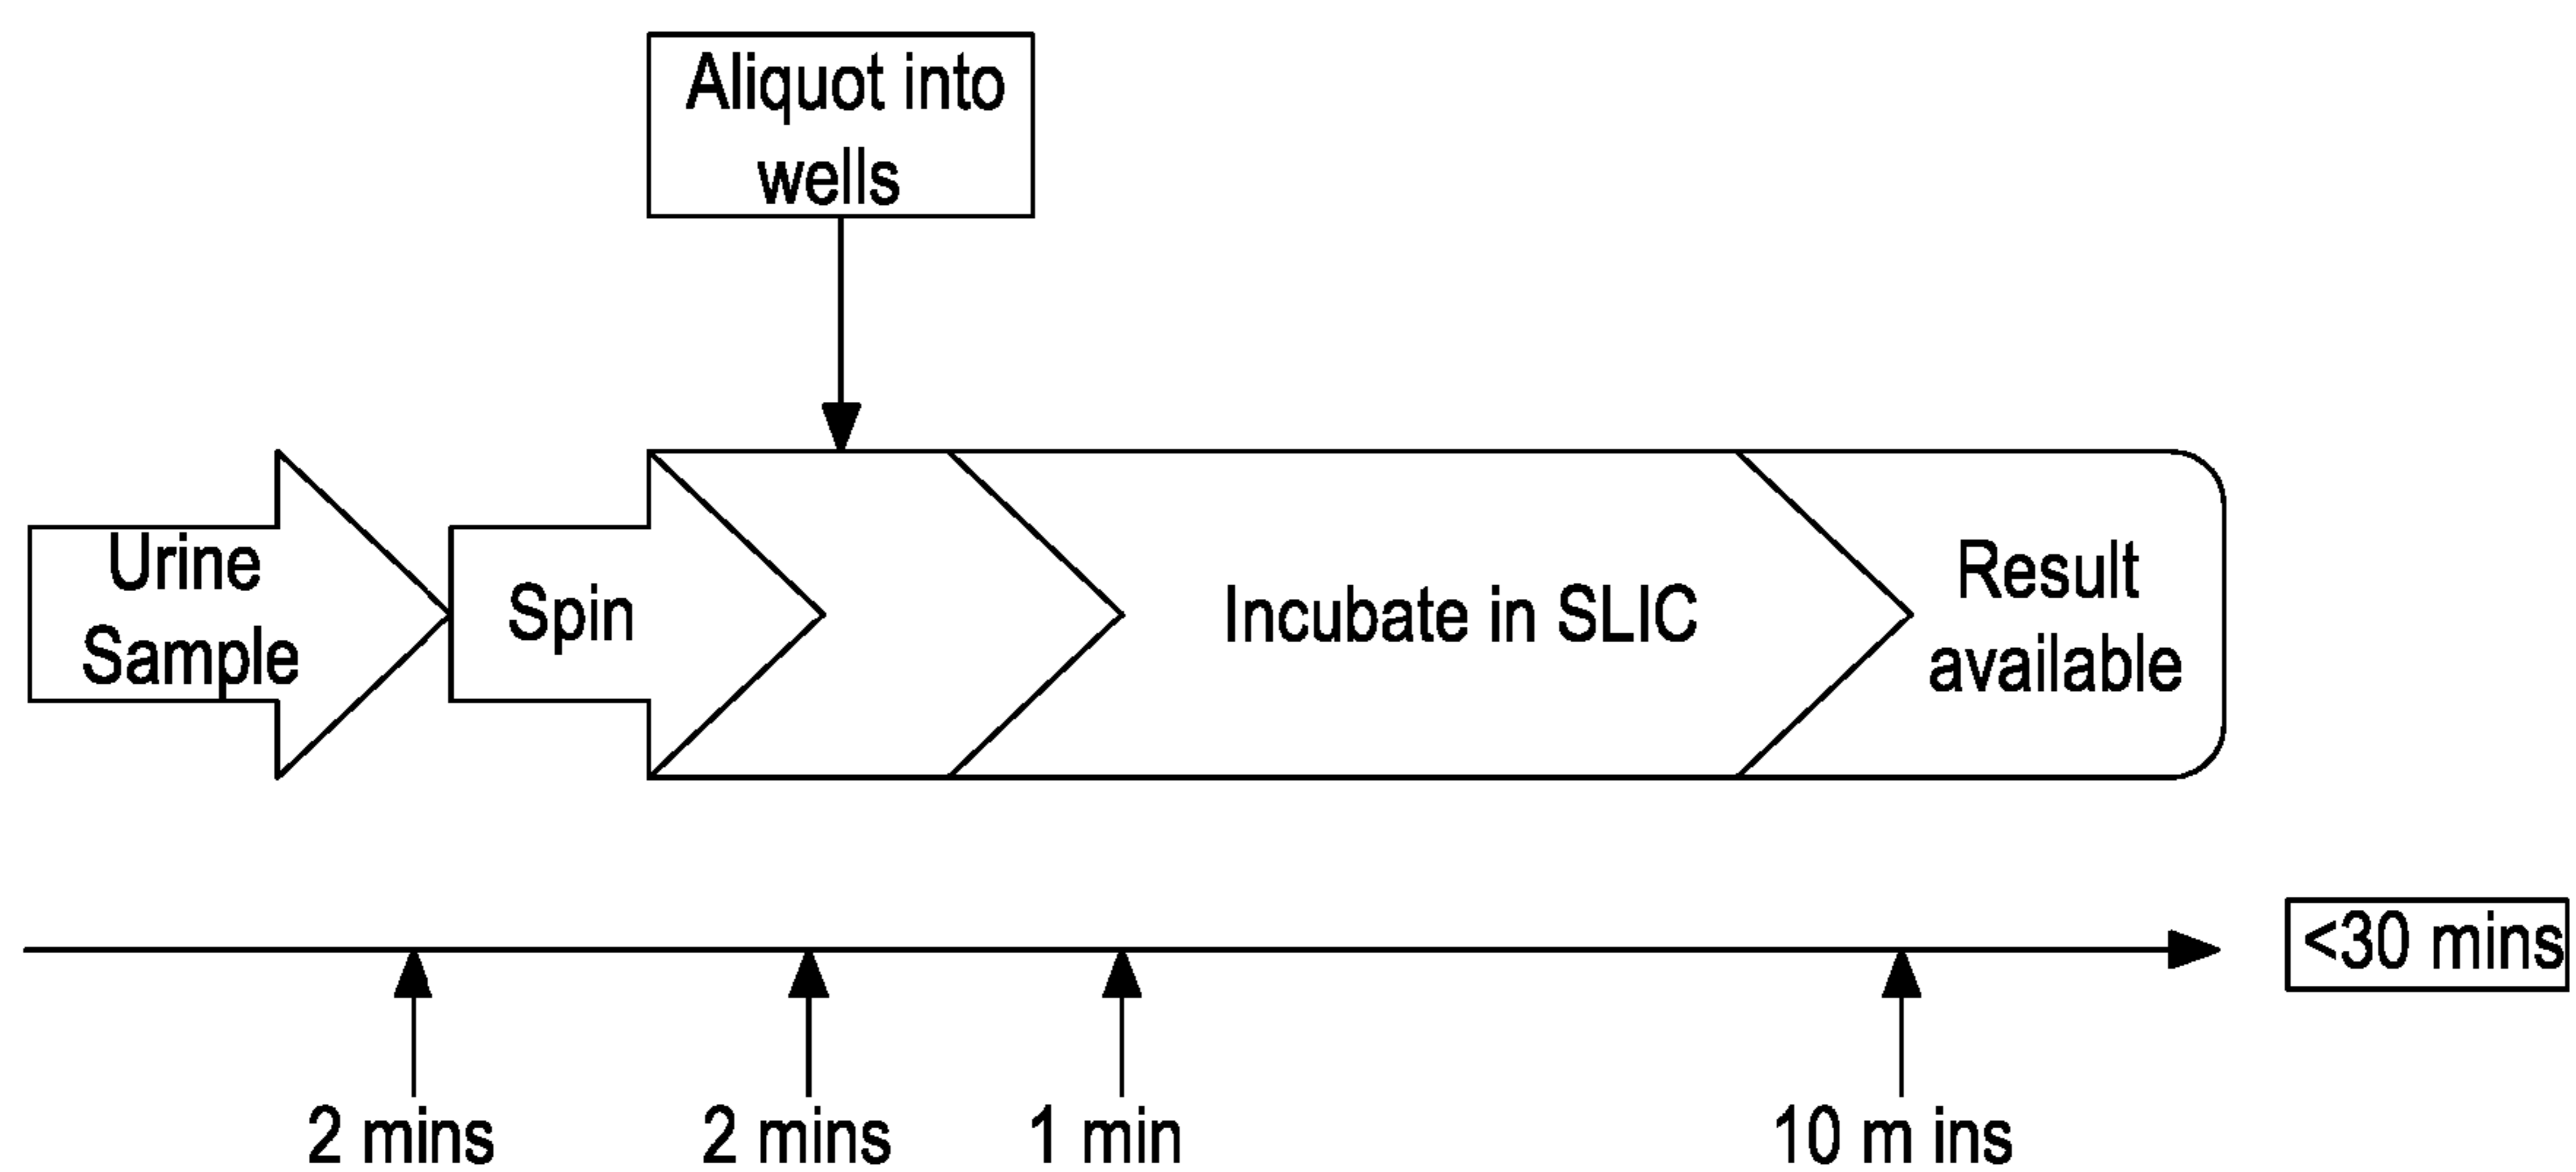 Aliquot into
wells
Urine
Sample
Spin
Incubate in SLIC
Result
available
<30 mins
2 mins
2 mins
1 min
10 m ins